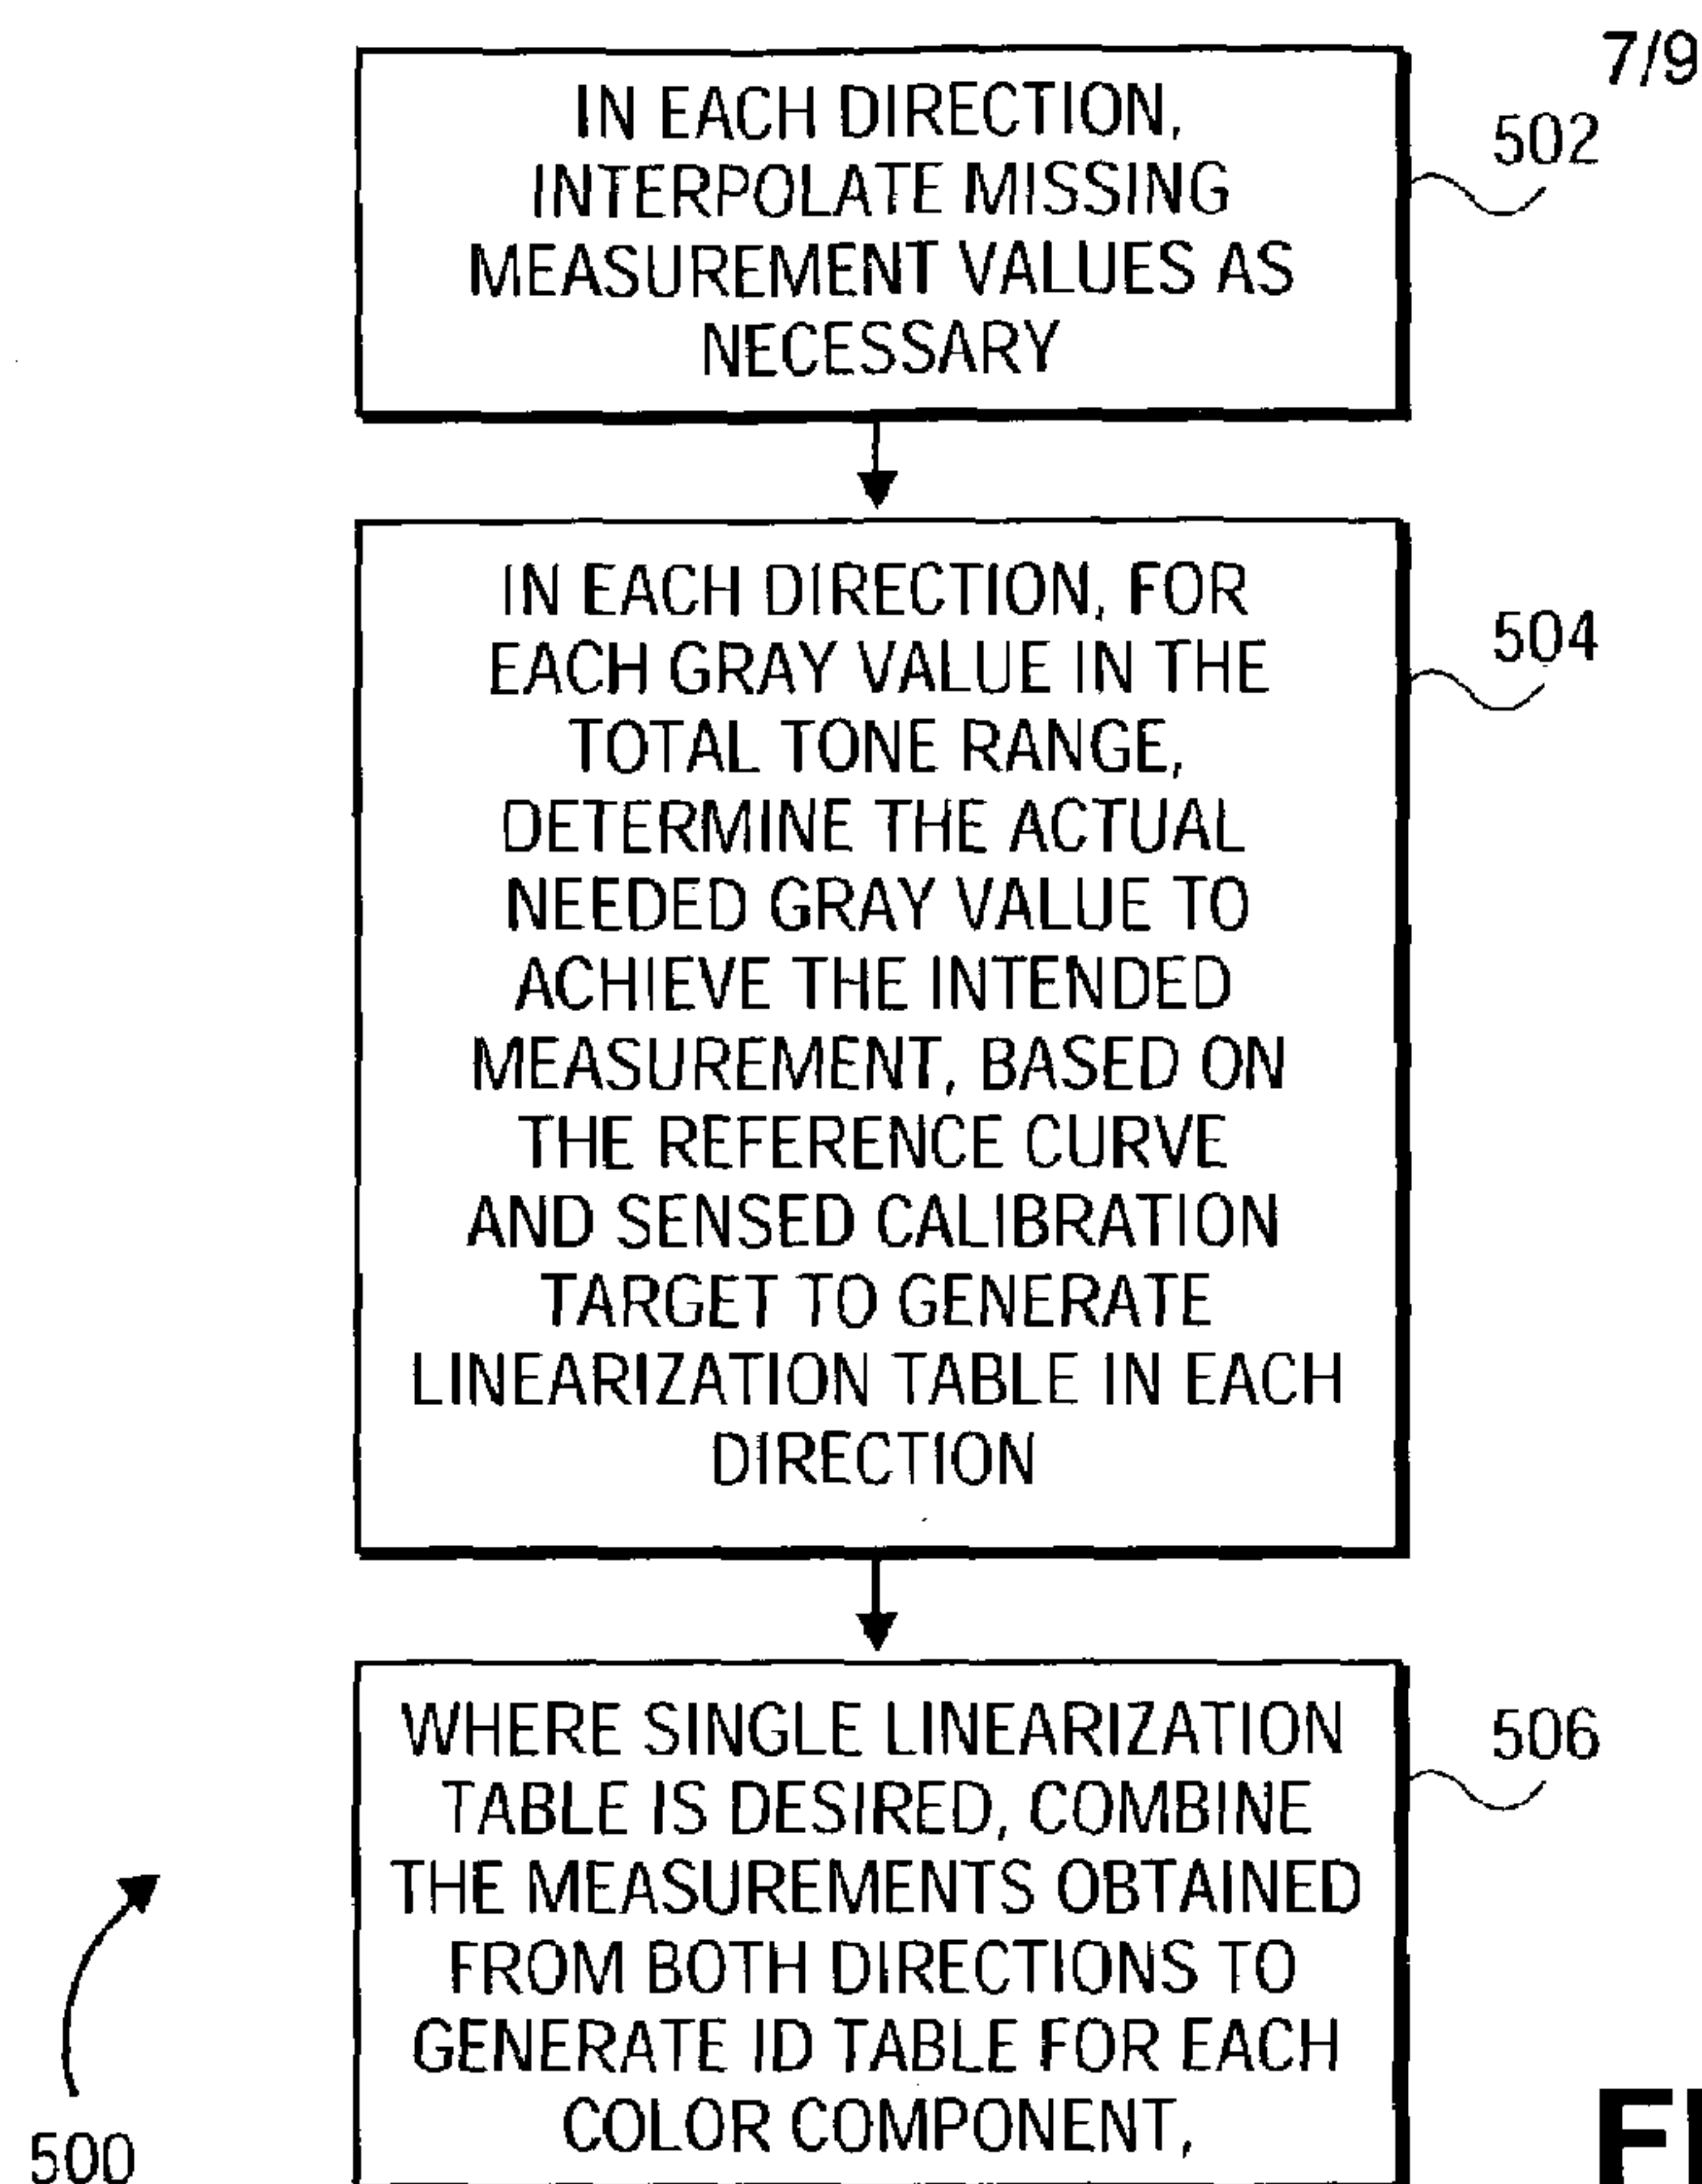 7/9
IN EACH DIRECTION,
INTERPOLATE MISSING
MEASUREMENT VALUES AS
NECESSARY
502
IN EACH DIRECTION, FOR
EACH GRAY VALUE IN THE
TOTAL TONE RANGE,
DETERMINE THE ACTUAL
NEEDED GRAY VALUE TO
ACHIEVE THE INTENDED
MEASUREMENT, BASED ON
THE REFERENCE CURVE
AND SENSED CALIBRATION
TARGET TO GENERATE
LINEARIZATION TABLE IN EACH
DIRECTION
504
WHERE SINGLE LINEARIZATION
TABLE IS DESIRED, COMBINE
THE MEASUREMENTS OBTAINED
FROM BOTH DIRECTIONS TO
GENERATE ID TABLE FOR EACH
COLOR COMPONENT,
506
500